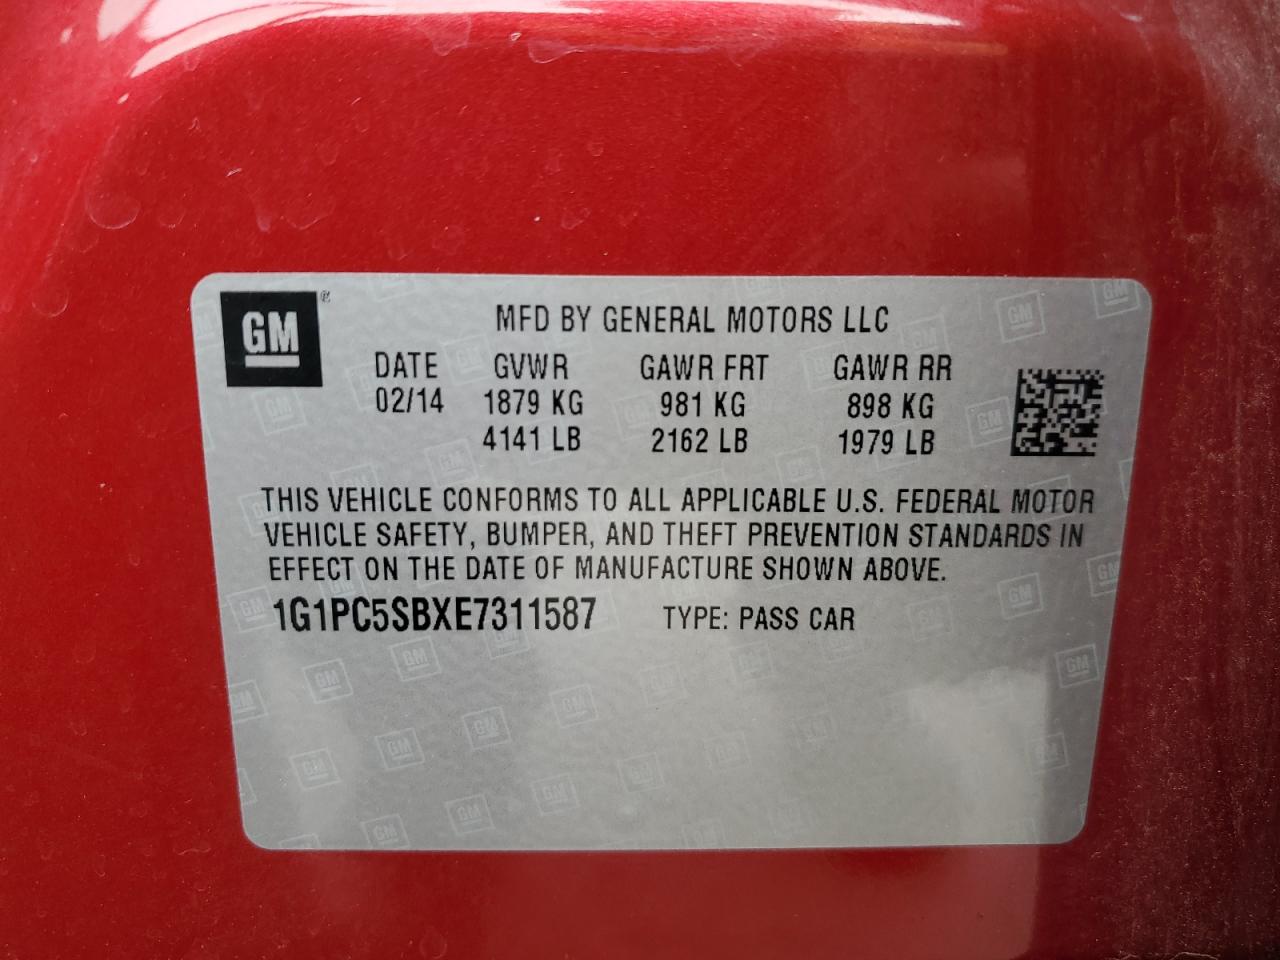 GM ®
MFD BY GENERAL MOTORS LLC
DATE GVWR GAWR FRT GAWR RR
02/14 1879 KG 981 KG 898 KG
4141 LB 2162 LB 1979 LB
THIS VEHICLE CONFORMS TO ALL APPLICABLE U.S. FEDERAL MOTOR
VEHICLE SAFETY, BUMPER, AND THEFT PREVENTION STANDARDS IN
EFFECT ON THE DATE OF MANUFACTURE SHOWN ABOVE.
1G1PC5SBXE7311587 TYPE: PASS CAR